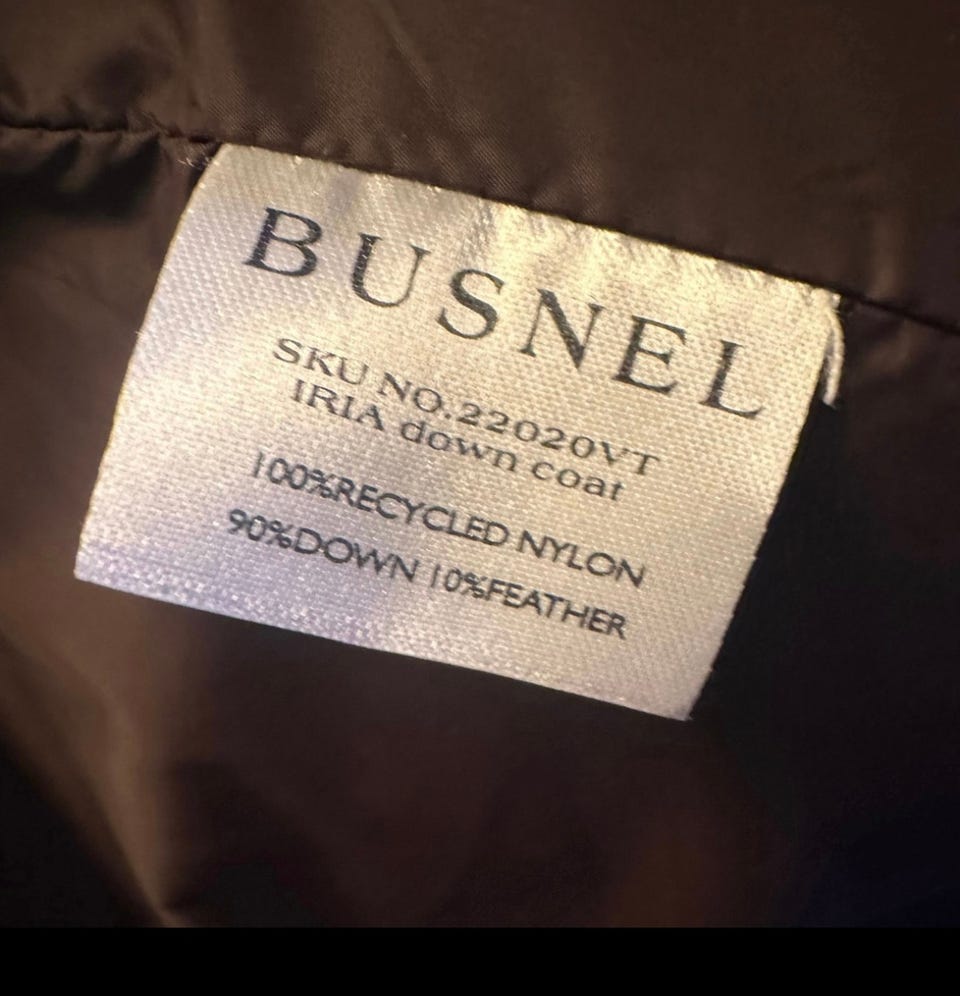 BUSNEL
SKU NO.22020VT
IRIA down coat
100%RECYCLED NYLON
90%DOWN 10%FEATHER